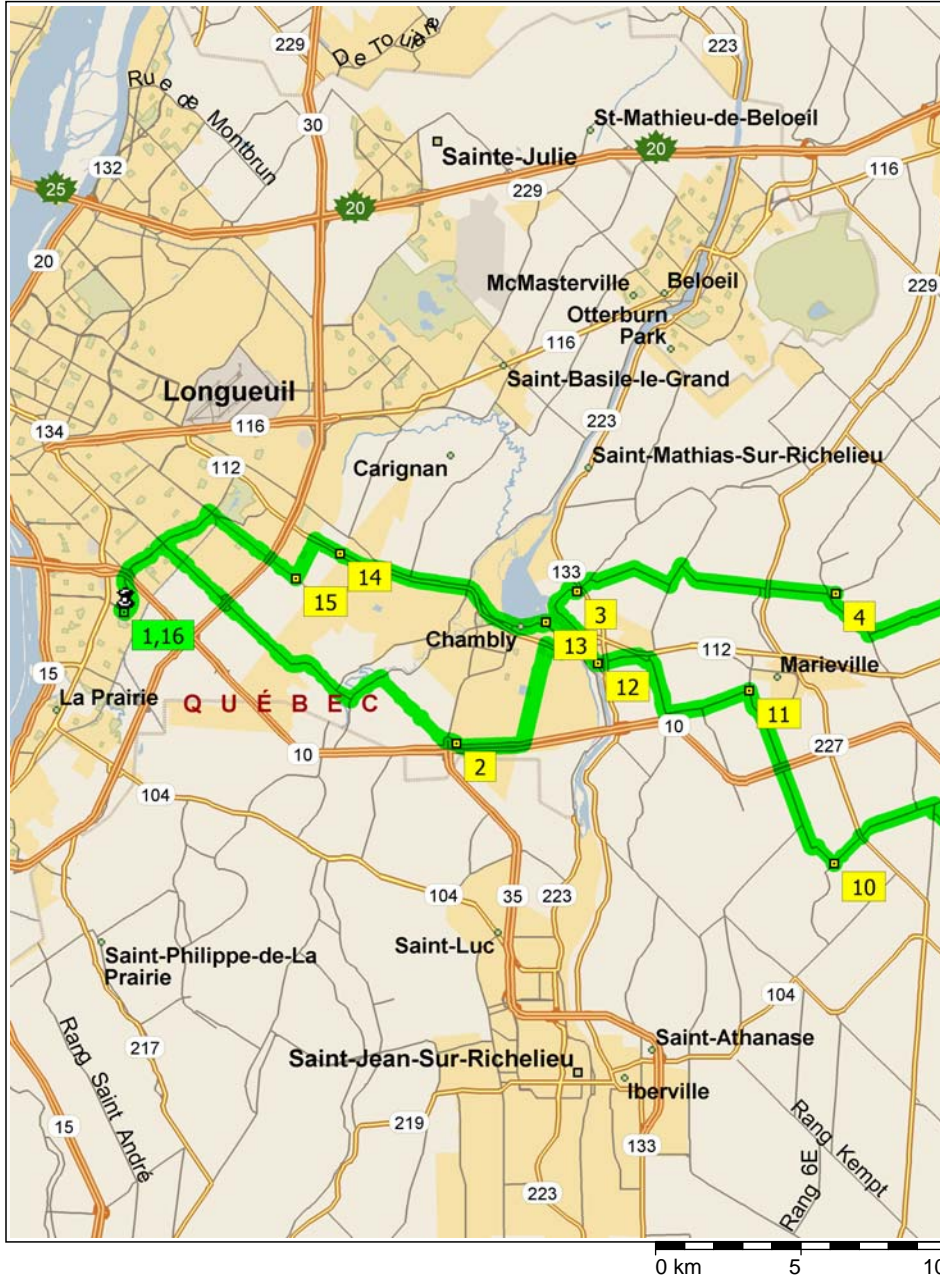 229
De Touraine
223
Rue de Montbrun
30
St-Mathieu-de-Beloeil
Sainte-Julie
20
132
229
116
25
20
20
McMasterville
Beloeil
229
Otterburn
Park
116
Saint-Basile-le-Grand
Longueuil
116
223
134
112
Carignan
Saint-Mathias-Sur-Richelieu
14
133
15
3
4
1,16
Chambly
13
112
12
Marieville
15
La Prairie
QUÉBEC
11
10
2
10
227
104
10
35
223
104
Saint-Luc
Saint-Philippe-de-La
Prairie
104
Rang Saint André
217
Saint-Athanase
Saint-Jean-Sur-Richelieu
Iberville
15
219
133
Rang Kempt
Rang 6E
223
0 km 5 10